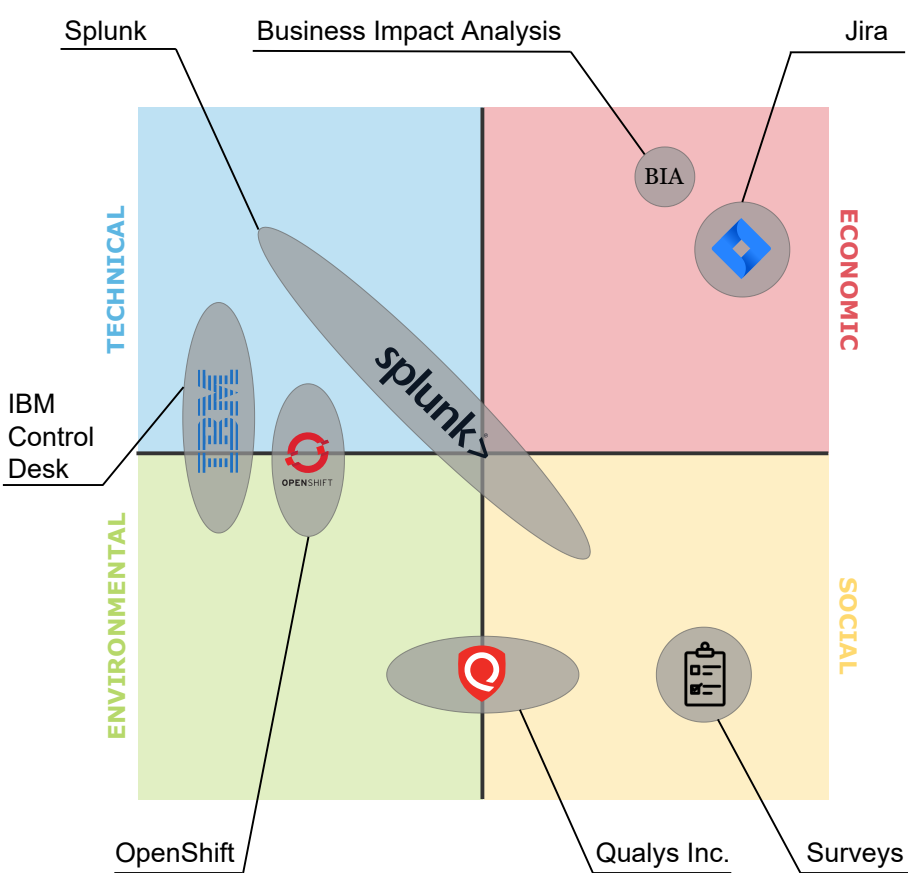 Splunk
Business Impact Analysis
Jira
BIA
TECHNICAL
ECONOMIC
splunk>
IBM
IBM
Control
Desk
OPENSHIFT
ENVIRONMENTAL
SOCIAL
OpenShift
Qualys Inc.
Surveys